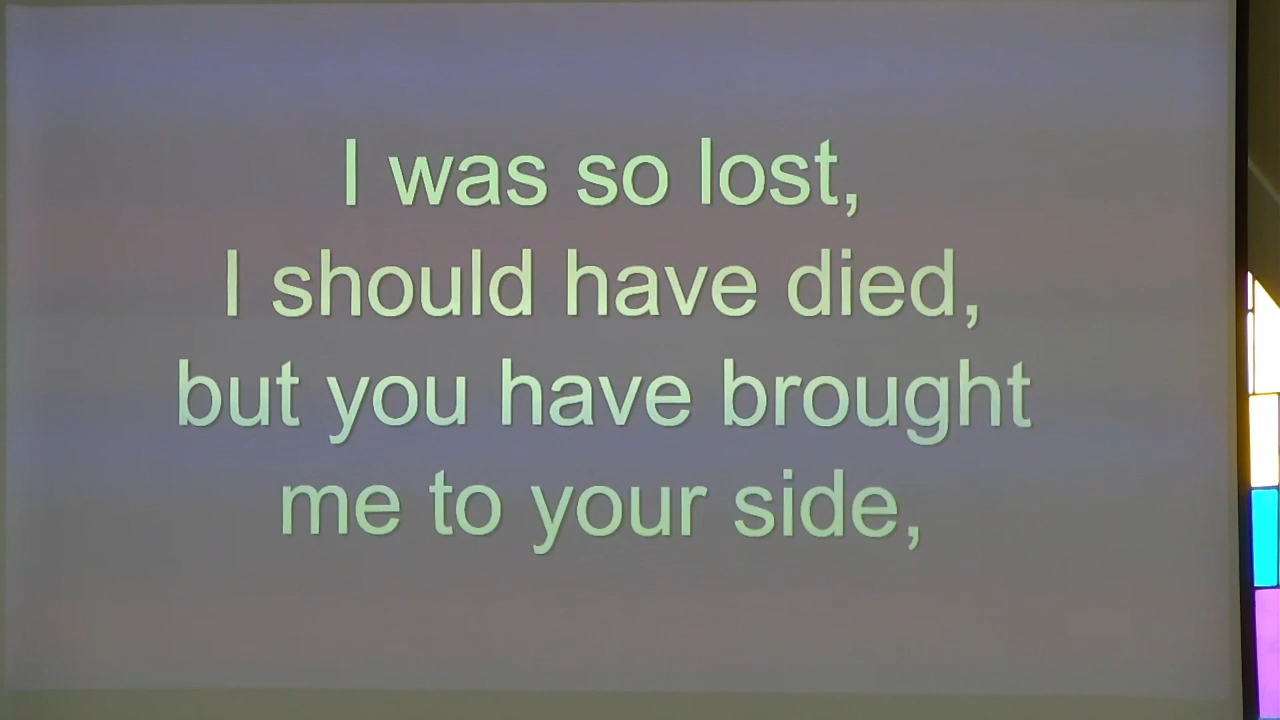 I was so lost,
I should have died,
but you have brought
me to your side,